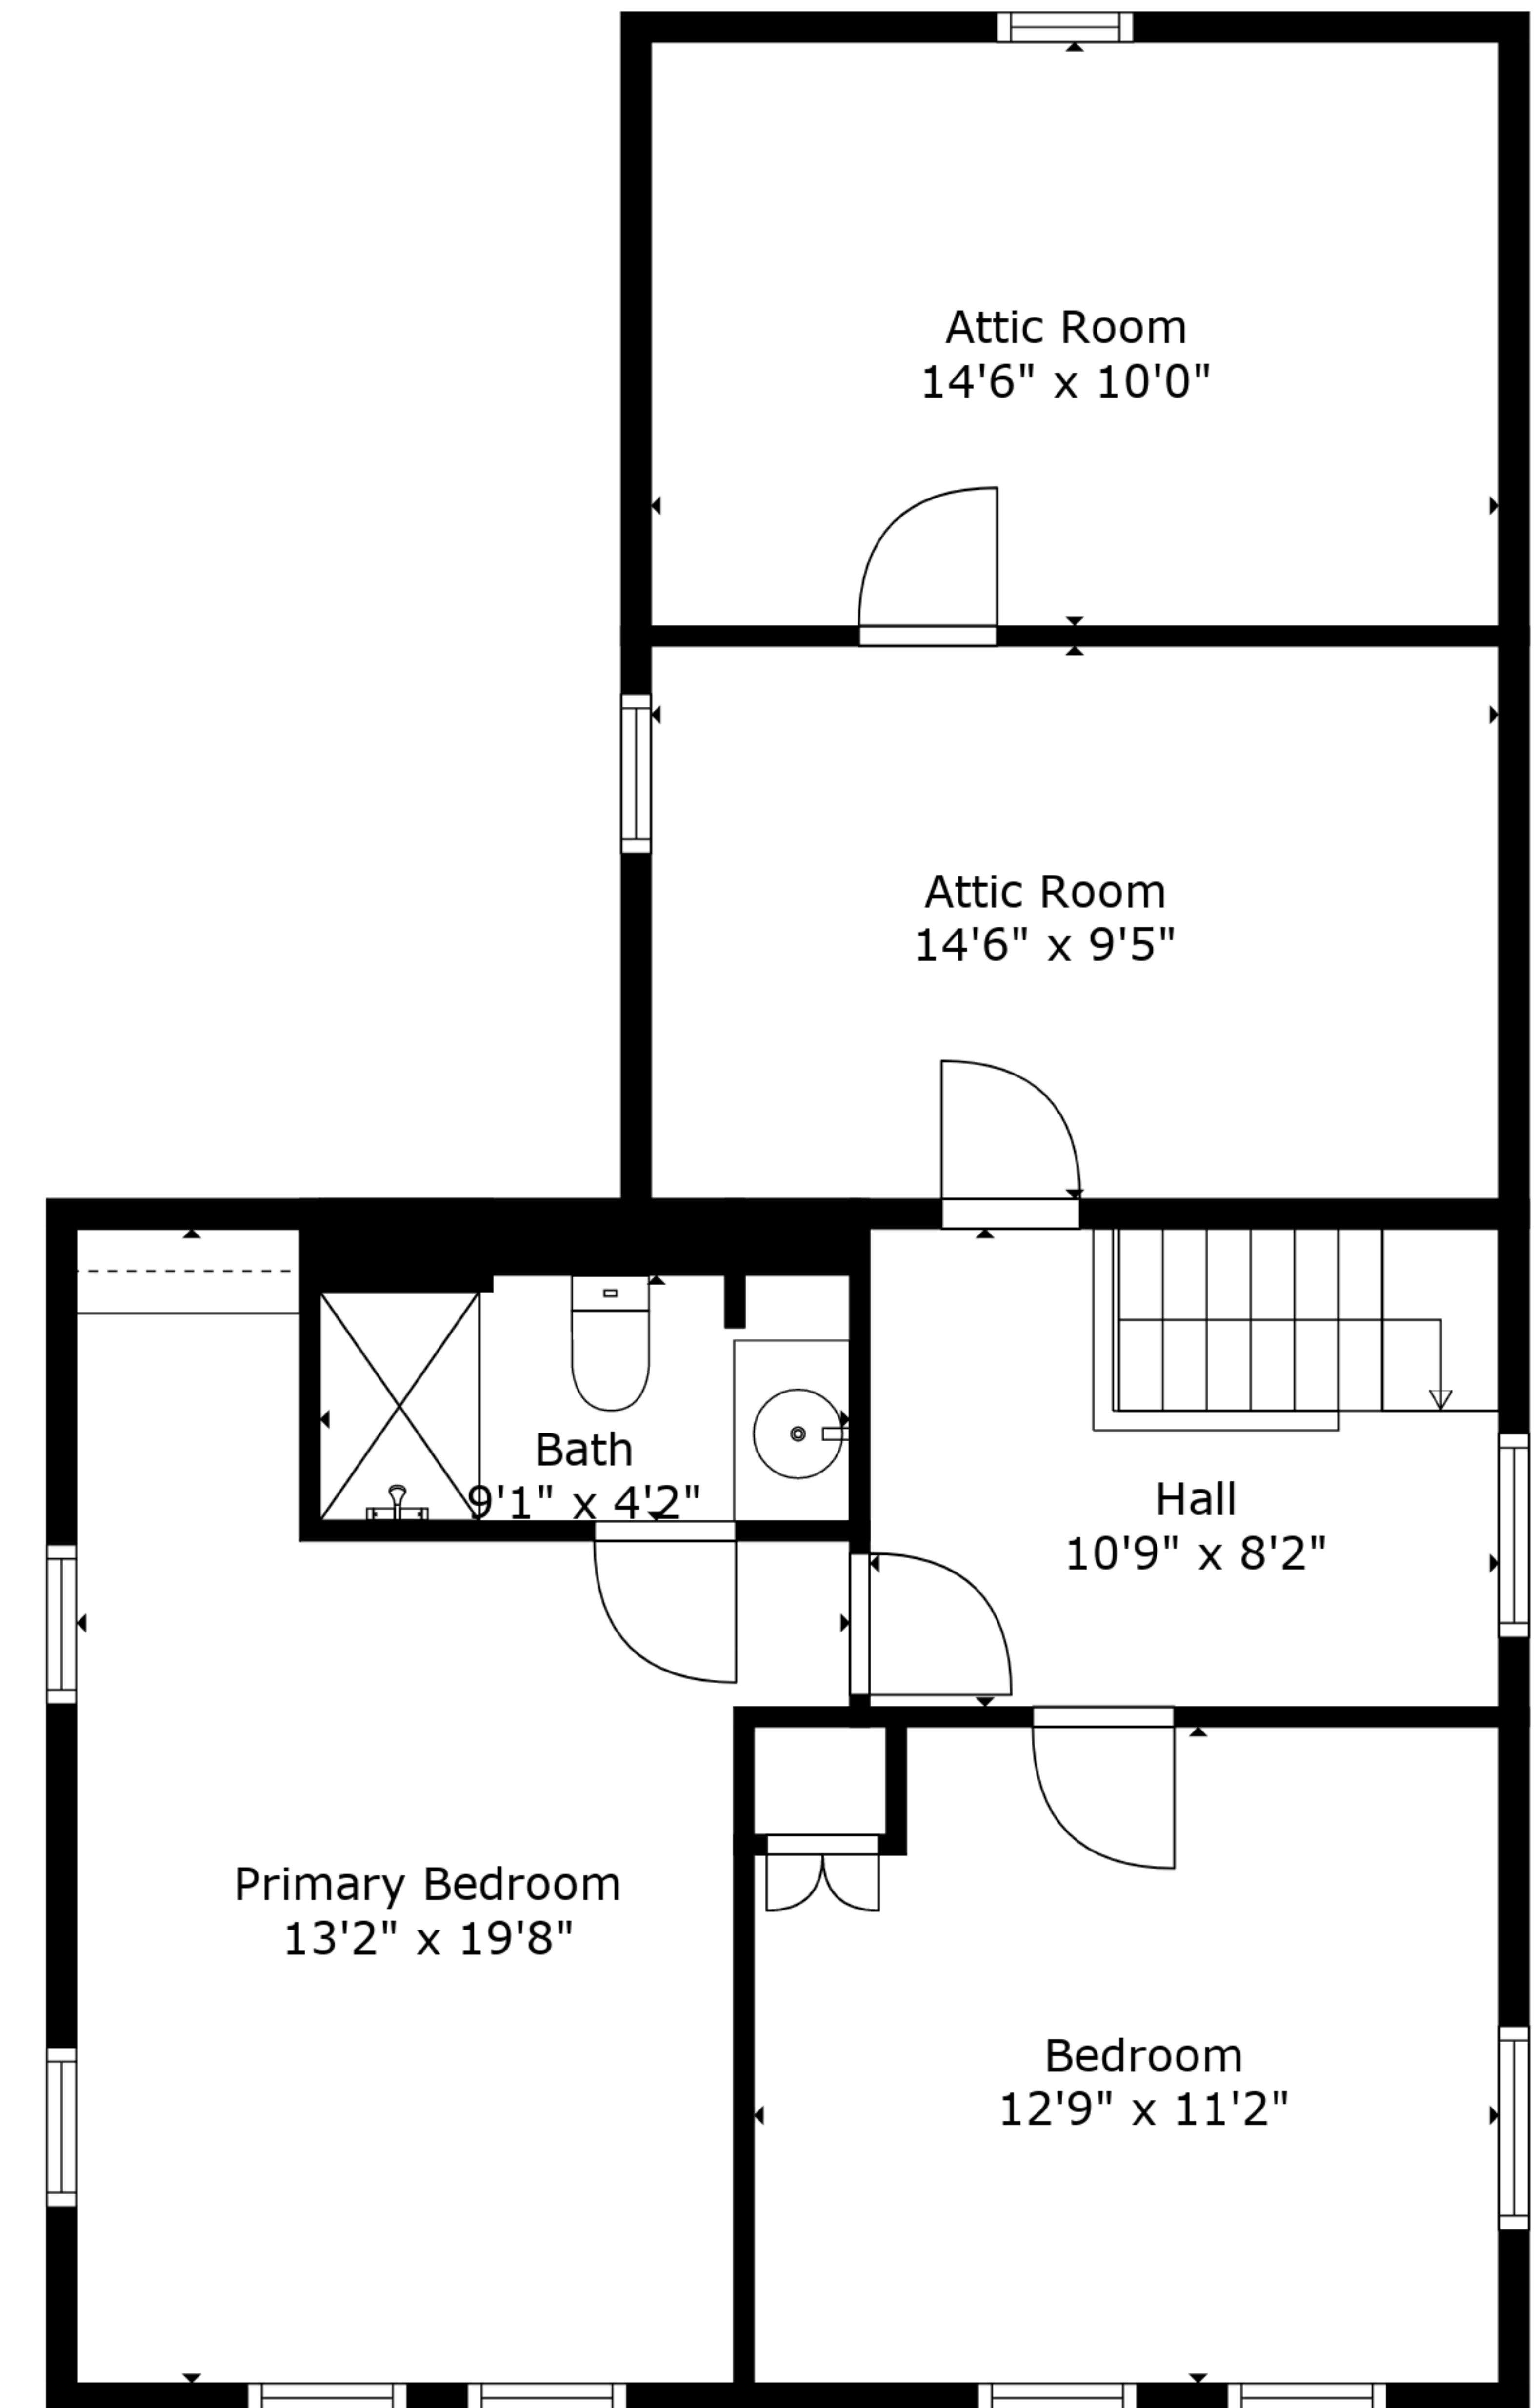 Attic Room
14'6" x 10'0"
Attic Room
14'6" x 9'5"
Bath
9'1" x 4'2"
Hall
10'9" x 8'2"
Primary Bedroom
13'2" x 19'8"
Bedroom
12'9" x 11'2"